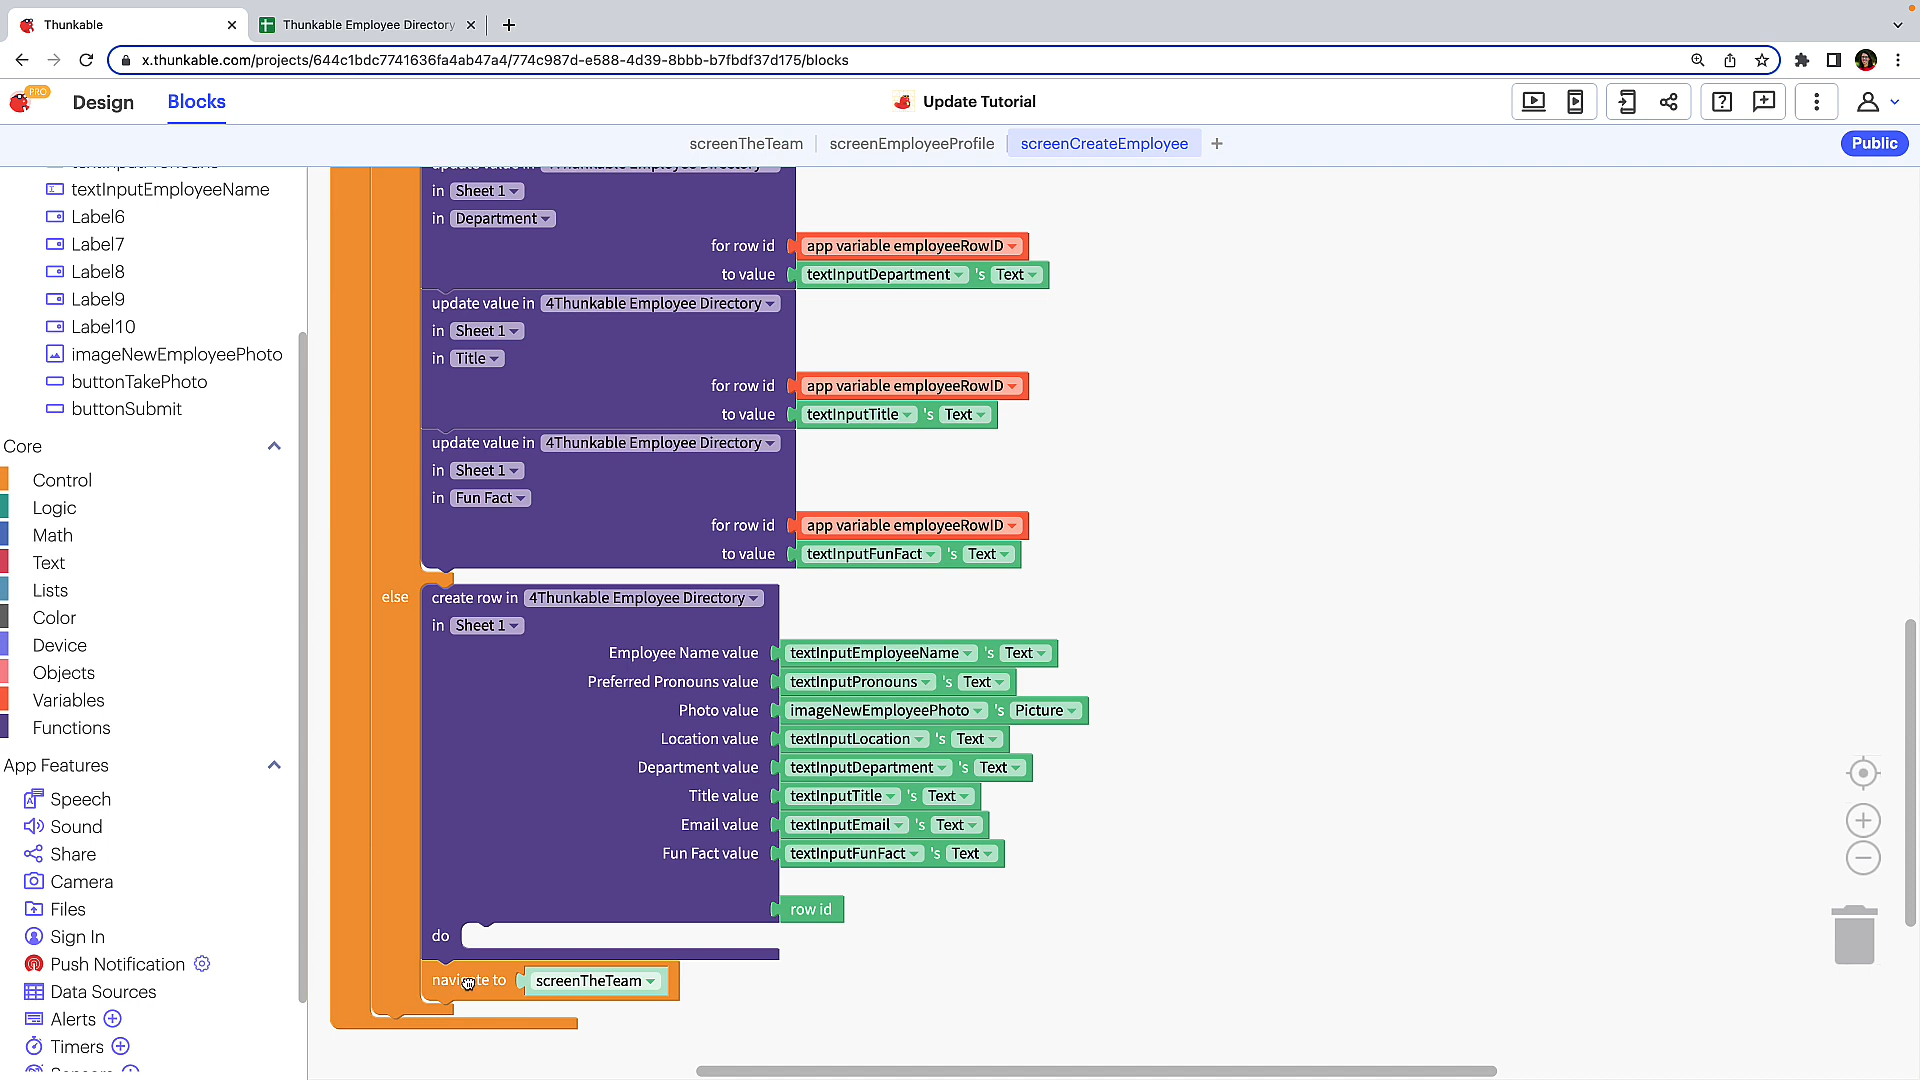 Thunkable
Thunkable Employee Directory
x.thunkable.com/projects/644c1bdc7741636fa4ab47a4/774c987d-e588-4d39-8bbb-b7fbdf37d175/blocks
PRO
Design
Blocks
Update Tutorial
screenTheTeam
screenEmployeeProfile
screenCreateEmployee
Public
textInputEmployeeName
Label6
Label7
Label8
Label9
Label10
imageNewEmployeePhoto
buttonTakePhoto
buttonSubmit
Core
Control
Logic
Math
Text
Lists
Color
Device
Objects
Variables
Functions
App Features
Speech
Sound
Share
Camera
Files
Sign In
Push Notification
Data Sources
Alerts
Timers
update value in 4Thunkable Employee Directory
in Sheet 1
in Department
for row id app variable employeeRowID
to value textInputDepartment 's Text
update value in 4Thunkable Employee Directory
in Sheet 1
in Title
for row id app variable employeeRowID
to value textInputTitle 's Text
update value in 4Thunkable Employee Directory
in Sheet 1
in Fun Fact
for row id app variable employeeRowID
to value textInputFunFact 's Text
else create row in 4Thunkable Employee Directory
in Sheet 1
Employee Name value textInputEmployeeName 's Text
Preferred Pronouns value textInputPronouns 's Text
Photo value imageNewEmployeePhoto 's Picture
Location value textInputLocation 's Text
Department value textInputDepartment 's Text
Title value textInputTitle 's Text
Email value textInputEmail 's Text
Fun Fact value textInputFunFact 's Text
row id
do
navigate to screenTheTeam